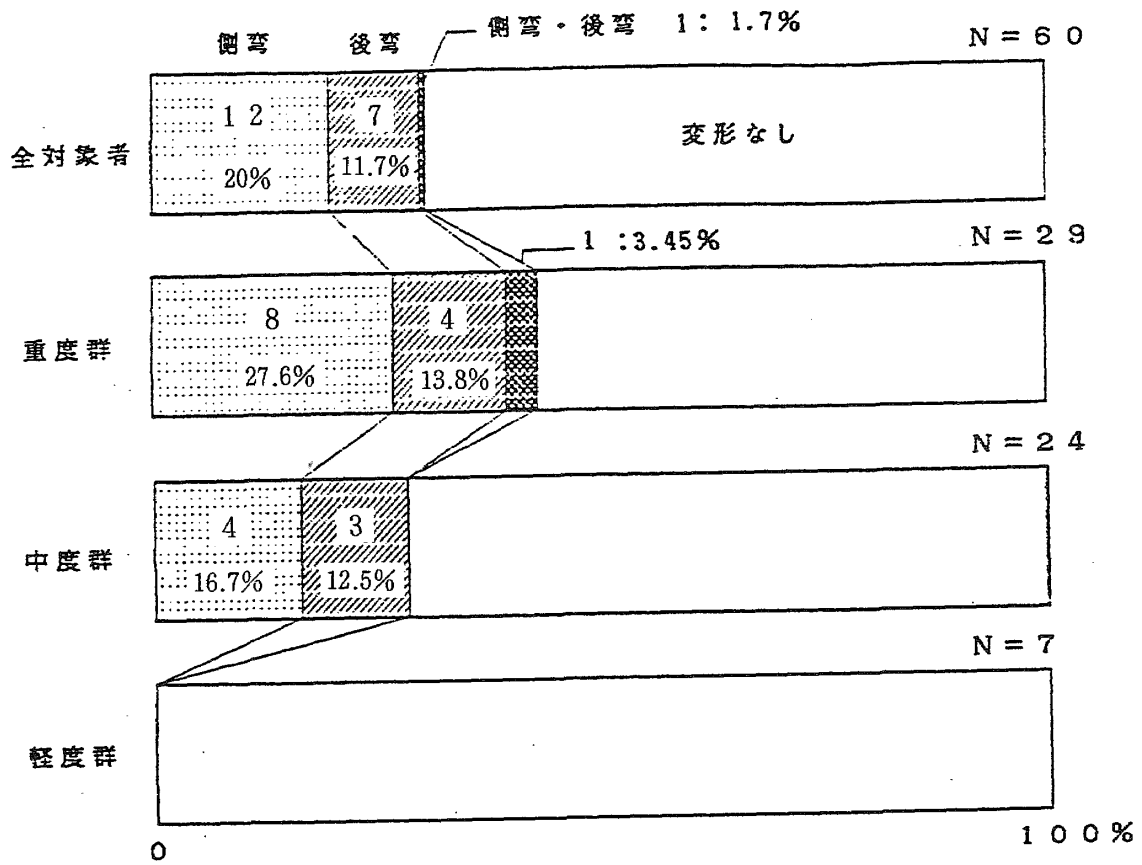 側弯 後弯 側弯・後弯 1: 1.7% N=60
全対象者 12 7 変形なし
20% 11.7%
1 :3.45% N=29
重度群 8 4
27.6% 13.8%
N=24
中度群 4 3
16.7% 12.5%
N=7
軽度群
0 100%